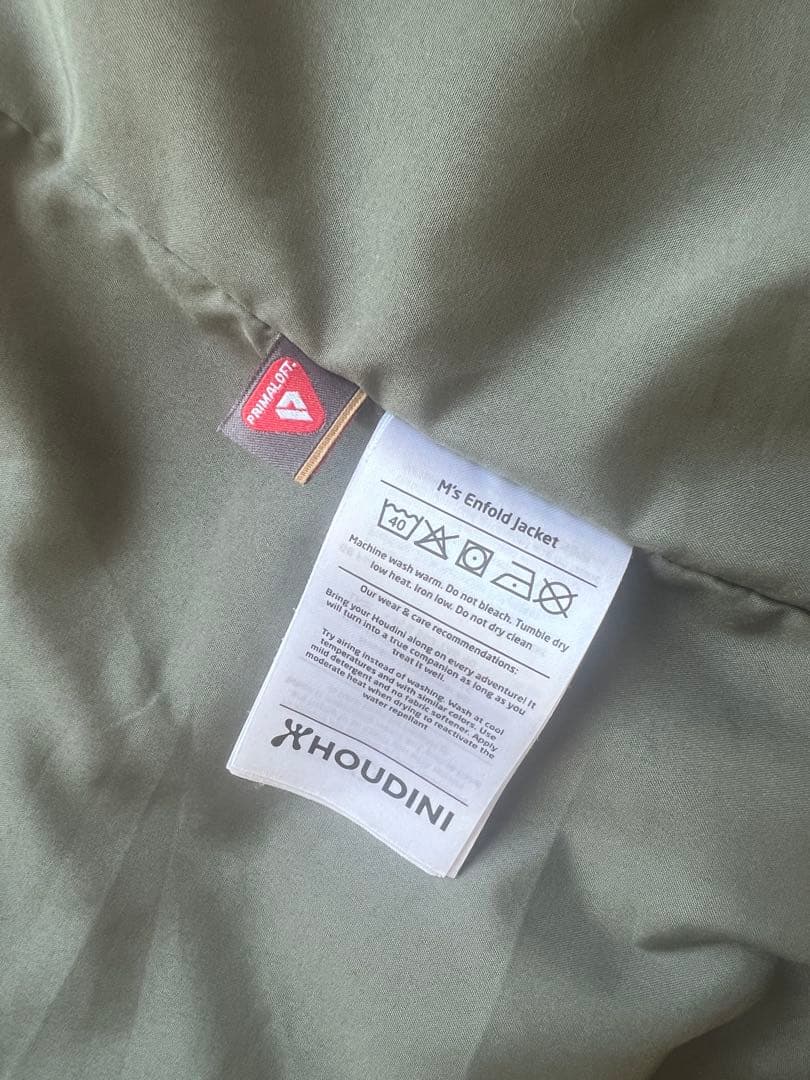 PRIMALOFT
M's Enfold Jacket
40
Machine wash warm. Do not bleach. Tumble dry
low heat. Iron low. Do not dry clean
Our wear & care recommendations:
Bring your Houdini along on every adventure! It
will turn into a true companion as long as you
treat it well.
Try airing instead of washing. Wash at cool
temperatures and with similar colors. Use
mild detergent and no fabric softener. Apply
moderate heat when drying to reactivate the
water repellant
HOUDINI